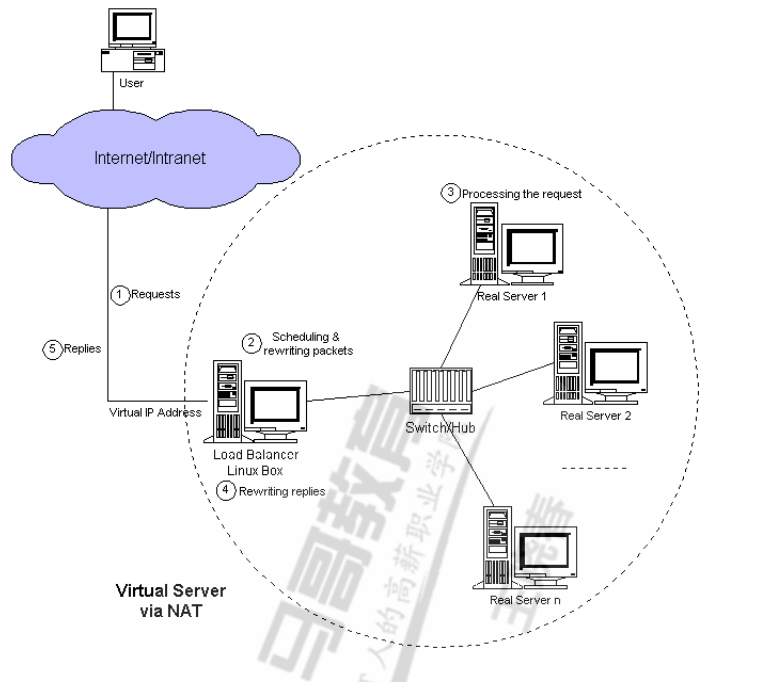 User
Internet/Intranet
③ Processing the request
Real Server 1
① Requests
② Scheduling &
rewriting packets
⑤ Replies
Real Server 2
Virtual IP Address
Switch/Hub
Load Balancer
Linux Box
④ Rewriting replies
Real Server n
Virtual Server
via NAT
马哥教育
人的高薪职业学院